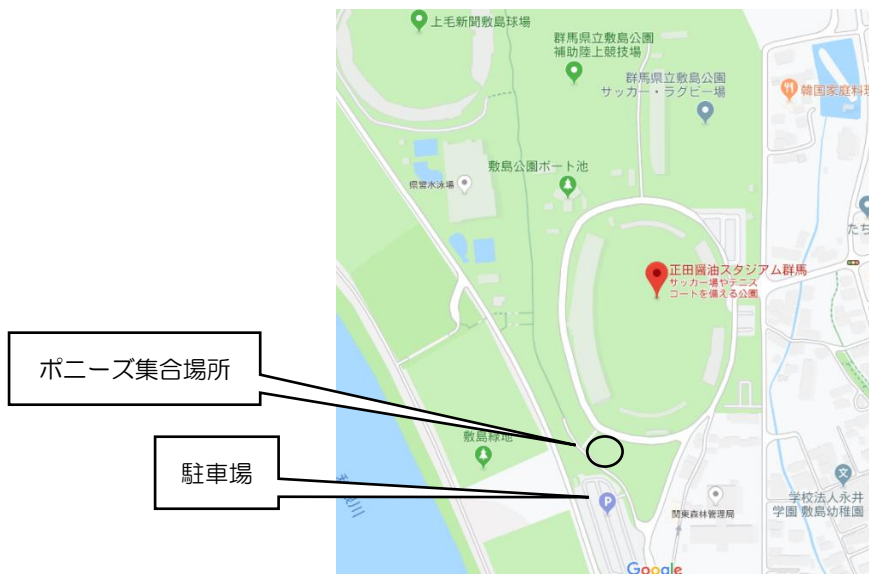 上毛新聞敷島球場
群馬県立敷島公園
補助陸上競技場
群馬県立敷島公園
サッカー・ラグビー場
韓国家庭料理
敷島公園ボート池
県営水泳場
たち
正田醤油スタジアム群馬
サッカー場やテニス
コートを備える公園
ポニーズ集合場所
敷島緑地
駐車場
P
関東森林管理局
学校法人永井
学園 敷島幼稚園
Google